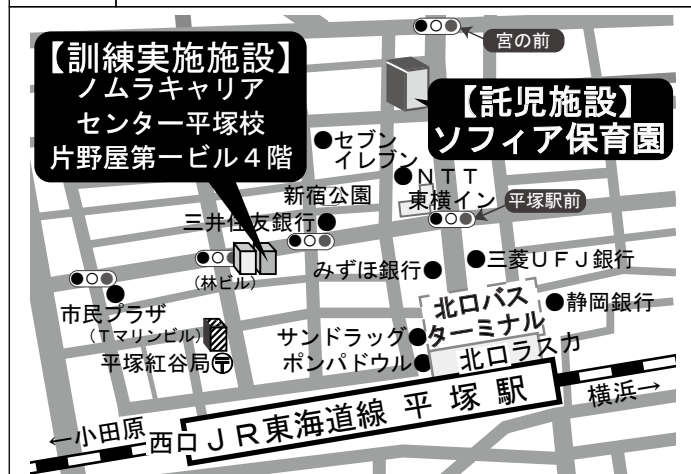 宮の前
【訓練実施施設】
ノムラキャリア
センター平塚校
片野屋第一ビル４階
【託児施設】
ソフィア保育園
セブン
イレブン
ＮＴＴ
新宿公園
東横イン
平塚駅前
三井住友銀行
(林ビル)
みずほ銀行
三菱ＵＦＪ銀行
市民プラザ
(Ｔマリンビル)
北口バス
ターミナル
静岡銀行
サンドラッグ
平塚紅谷局〒
ポンパドウル
北口ラスカ
←小田原
西口
ＪＲ東海道線 平 塚 駅
横浜→